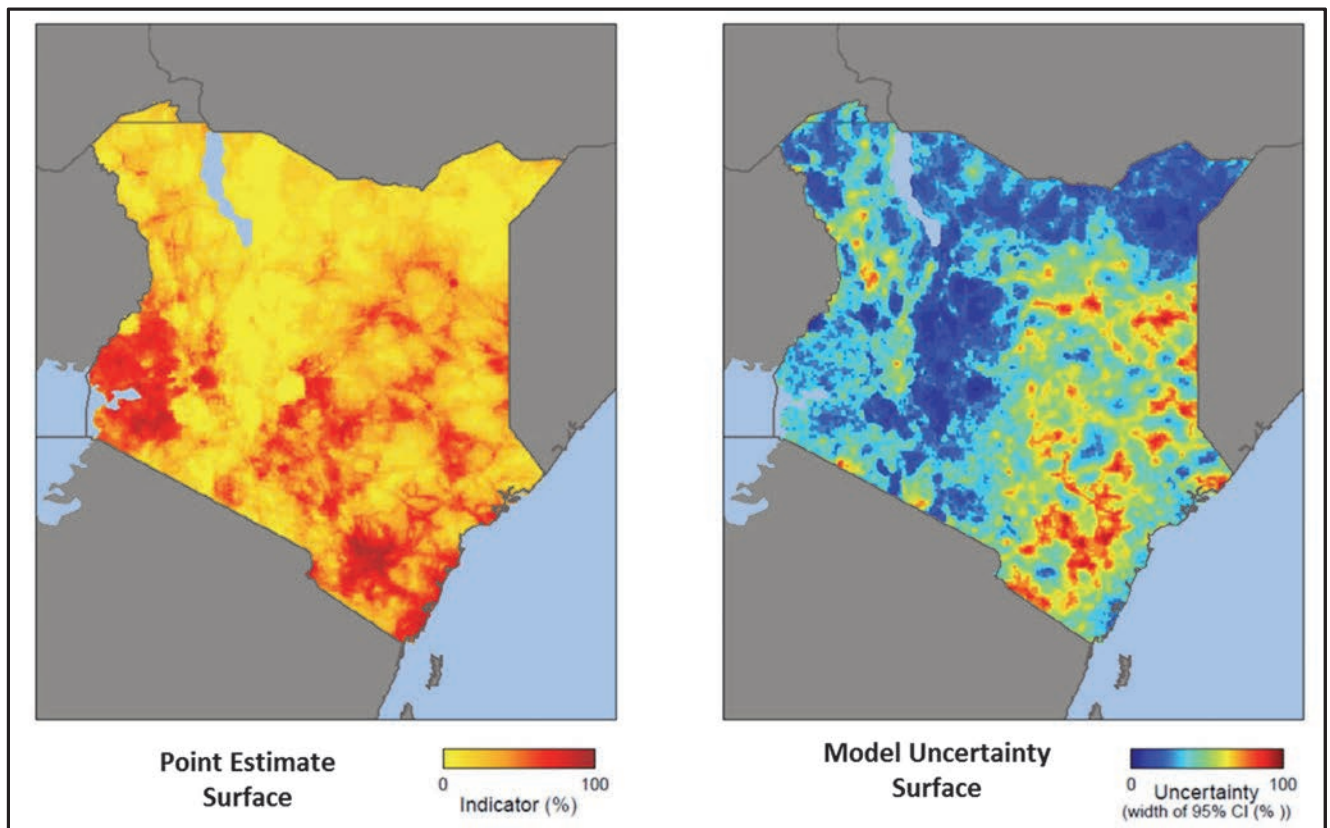 Point Estimate
Surface
0
100
Indicator (%)
Model Uncertainty
Surface
0
100
Uncertainty
(width of 95% CI (% ))